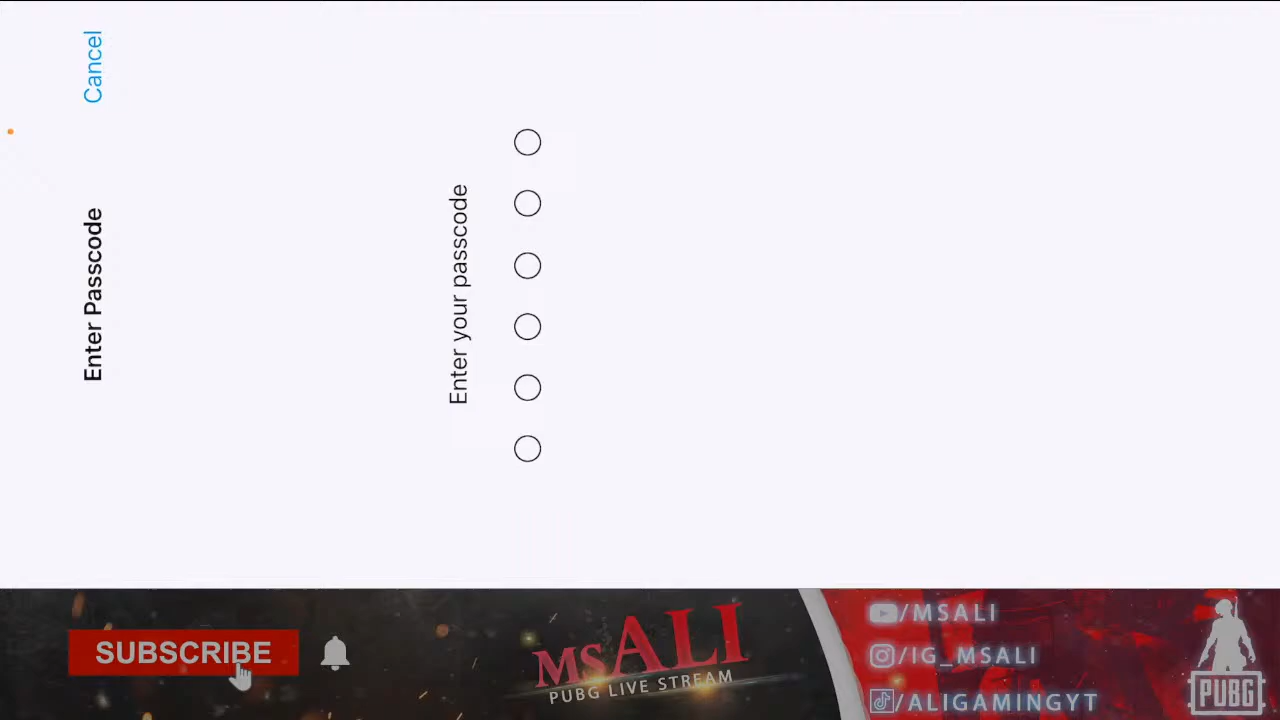 Cancel
Enter Passcode
Enter your passcode
SUBSCRIBE
MSALI
PUBG LIVE STREAM
/MSALI
/IG_MSALI
/ALIGAMINGYT
PUBG